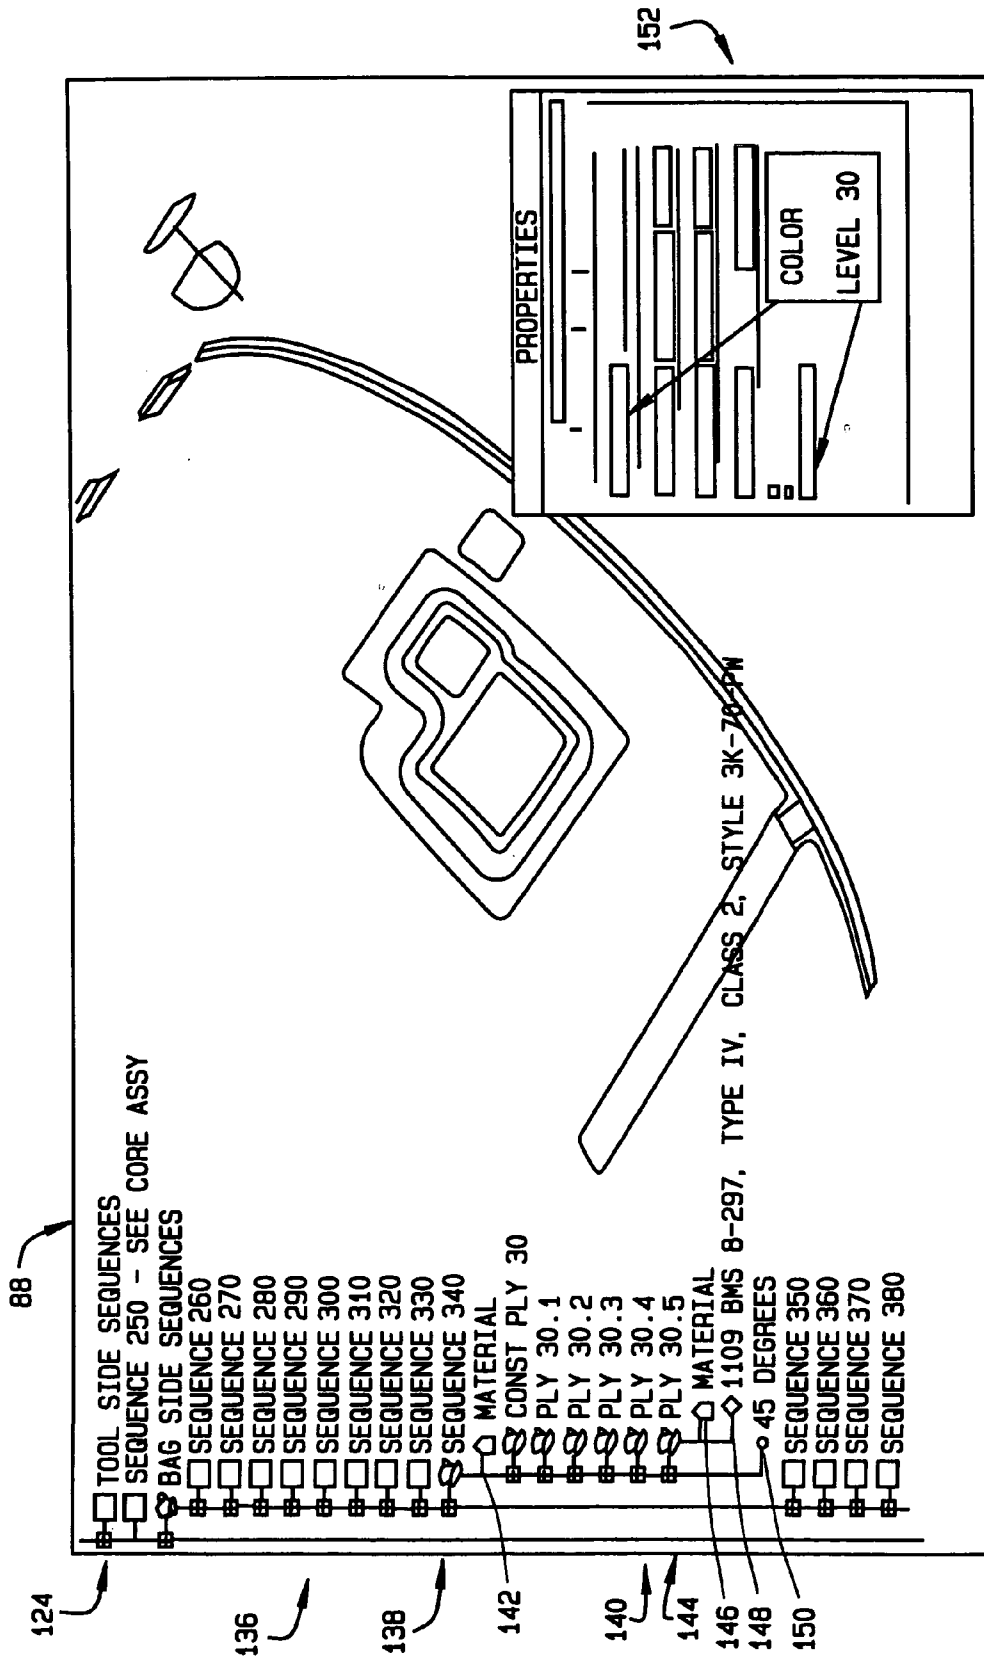 88
124
TOOL SIDE SEQUENCES
SEQUENCE 250 - SEE CORE ASSY
BAG SIDE SEQUENCES
136
SEQUENCE 260
SEQUENCE 270
SEQUENCE 280
SEQUENCE 290
SEQUENCE 300
SEQUENCE 310
SEQUENCE 320
SEQUENCE 330
138
SEQUENCE 340
142
MATERIAL
CONST PLY 30
PLY 30.1
PLY 30.2
PLY 30.3
140
PLY 30.4
144
PLY 30.5
146
MATERIAL
148
1109 BMS 8-297, TYPE IV, CLASS 2, STYLE 3K-70-PW
150
45 DEGREES
SEQUENCE 350
SEQUENCE 360
SEQUENCE 370
SEQUENCE 380
152
PROPERTIES
COLOR
LEVEL 30